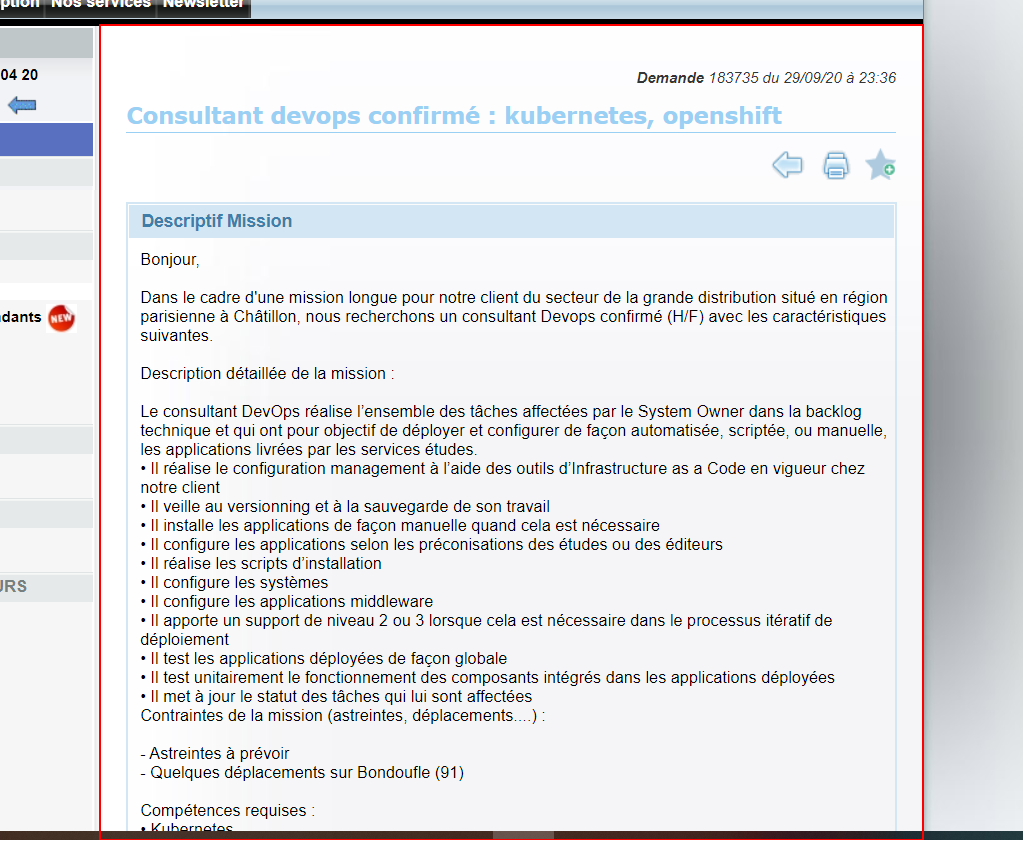 ption Nos services Newsletter
04 20
dants NEW
URS
Demande 183735 du 29/09/20 à 23:36
Consultant devops confirmé : kubernetes, openshift
Descriptif Mission
Bonjour,
Dans le cadre d'une mission longue pour notre client du secteur de la grande distribution situé en région
parisienne à Châtillon, nous recherchons un consultant Devops confirmé (H/F) avec les caractéristiques
suivantes.
Description détaillée de la mission :
Le consultant DevOps réalise l’ensemble des tâches affectées par le System Owner dans la backlog
technique et qui ont pour objectif de déployer et configurer de façon automatisée, scriptée, ou manuelle,
les applications livrées par les services études.
• Il réalise le configuration management à l’aide des outils d’Infrastructure as a Code en vigueur chez
notre client
• Il veille au versionning et à la sauvegarde de son travail
• Il installe les applications de façon manuelle quand cela est nécessaire
• Il configure les applications selon les préconisations des études ou des éditeurs
• Il réalise les scripts d’installation
• Il configure les systèmes
• Il configure les applications middleware
• Il apporte un support de niveau 2 ou 3 lorsque cela est nécessaire dans le processus itératif de
déploiement
• Il test les applications déployées de façon globale
• Il test unitairement le fonctionnement des composants intégrés dans les applications déployées
• Il met à jour le statut des tâches qui lui sont affectées
Contraintes de la mission (astreintes, déplacements....) :
- Astreintes à prévoir
- Quelques déplacements sur Bondoufle (91)
Compétences requises :
• Kubernetes